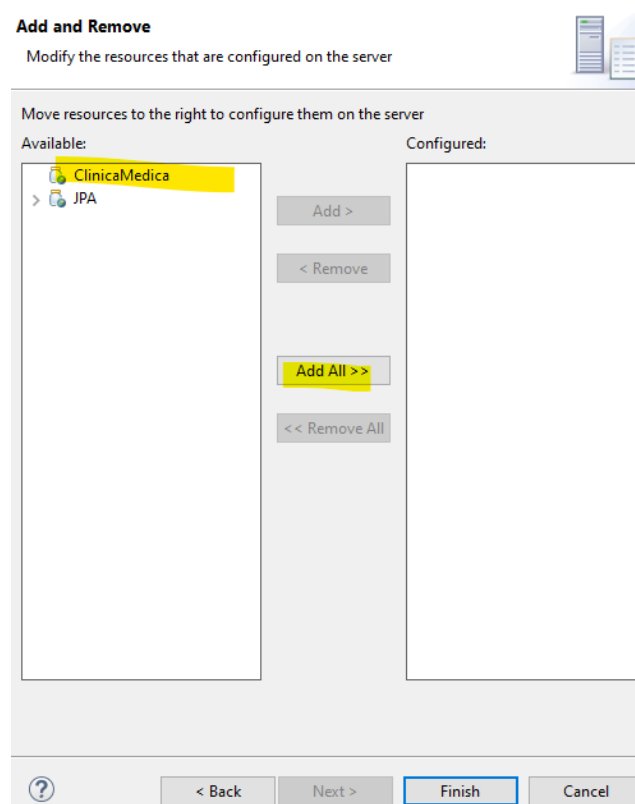 Add and Remove
Modify the resources that are configured on the server
Move resources to the right to configure them on the server
Available:
Configured:
ClinicaMedica
JPA
Add >
< Remove
Add All >>
<< Remove All
?
< Back
Next >
Finish
Cancel